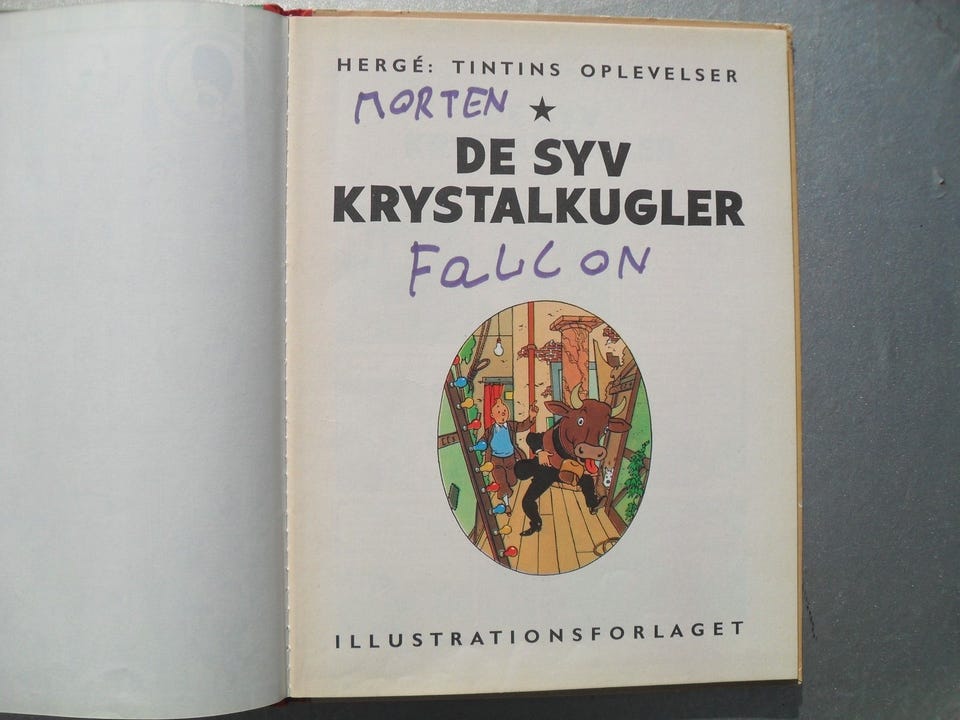 HERGÉ: TINTINS OPLEVELSER
MORTEN
DE SYV
KRYSTALKUGLER
FALCON
ILLUSTRATIONSFORLAGET